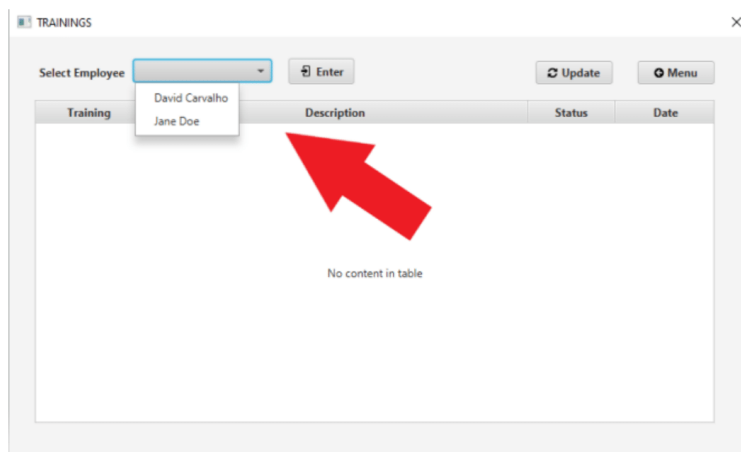 TRAININGS
Select Employee
Enter
Update
Menu
David Carvalho
Jane Doe
Training Description Status Date
No content in table